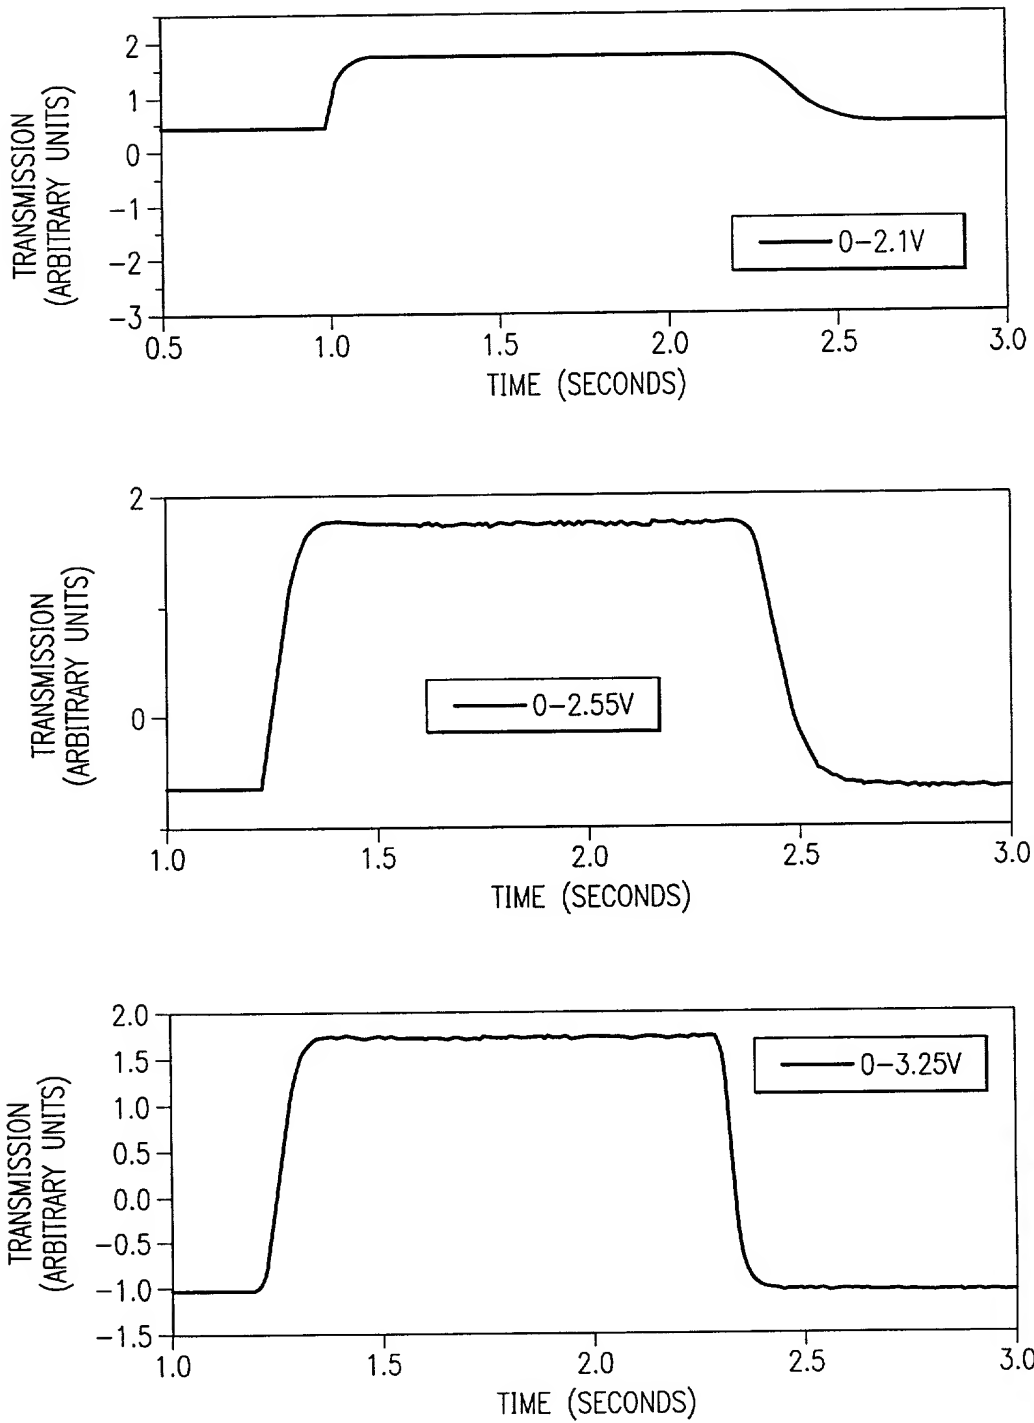 TRANSMISSION
(ARBITRARY UNITS)
2
1
0
−1
−2
−3
0−2.1V
0.5 1.0 1.5 2.0 2.5 3.0
TIME (SECONDS)
TRANSMISSION
(ARBITRARY UNITS)
2
0
0−2.55V
1.0 1.5 2.0 2.5 3.0
TIME (SECONDS)
TRANSMISSION
(ARBITRARY UNITS)
2.0
1.5
1.0
0.5
0.0
−0.5
−1.0
−1.5
0−3.25V
1.0 1.5 2.0 2.5 3.0
TIME (SECONDS)